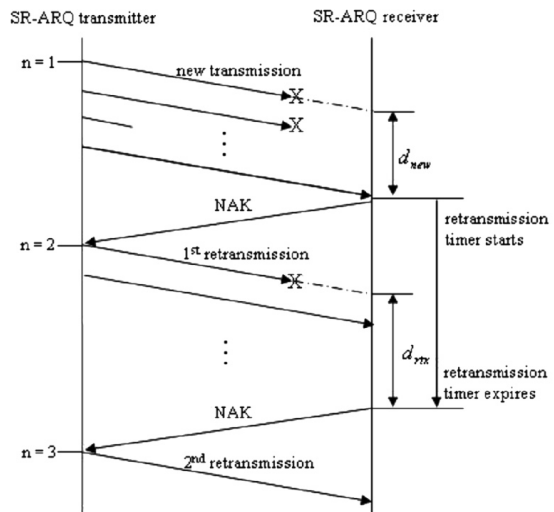 SR-ARQ transmitter
SR-ARQ receiver
n = 1
new transmission
X
X
d_new
NAK
retransmission
timer starts
n = 2
1st retransmission
X
d_rtx
retransmission
timer expires
NAK
n = 3
2nd retransmission